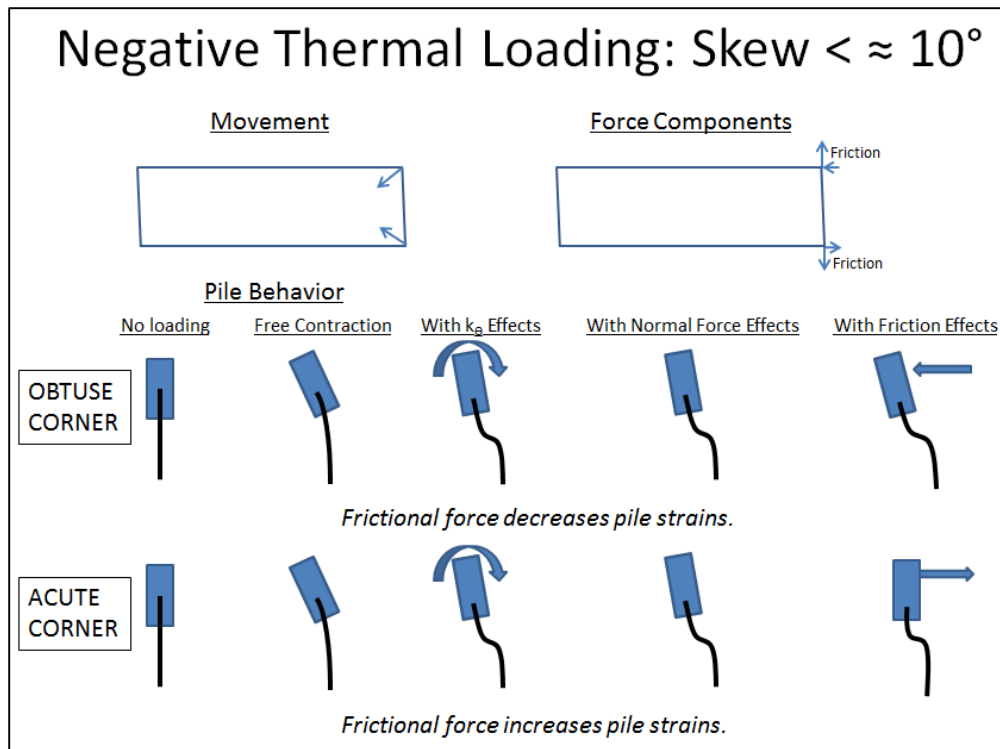 Negative Thermal Loading: Skew < ≈ 10°
Movement
Force Components
Friction
Friction
Pile Behavior
No loading
Free Contraction
With kθ Effects
With Normal Force Effects
With Friction Effects
OBTUSE
CORNER
Frictional force decreases pile strains.
ACUTE
CORNER
Frictional force increases pile strains.